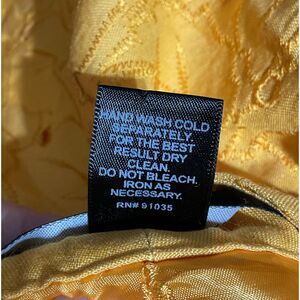 HAND WASH COLD
SEPARATELY.
FOR THE BEST
RESULT DRY
CLEAN.
DO NOT BLEACH.
IRON AS
NECESSARY.
RN# 91035